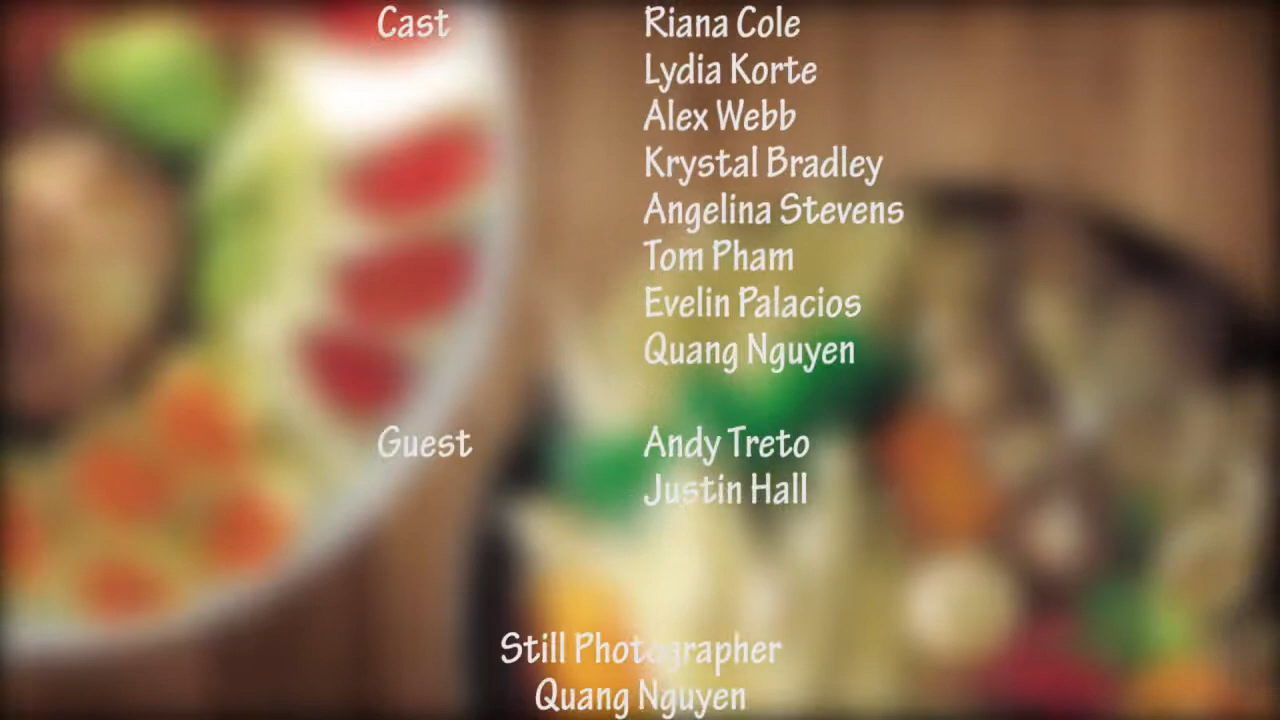 Cast Riana Cole
Lydia Korte
Alex Webb
Krystal Bradley
Angelina Stevens
Tom Pham
Evelin Palacios
Quang Nguyen
Guest Andy Treto
Justin Hall
Still Photographer
Quang Nguyen